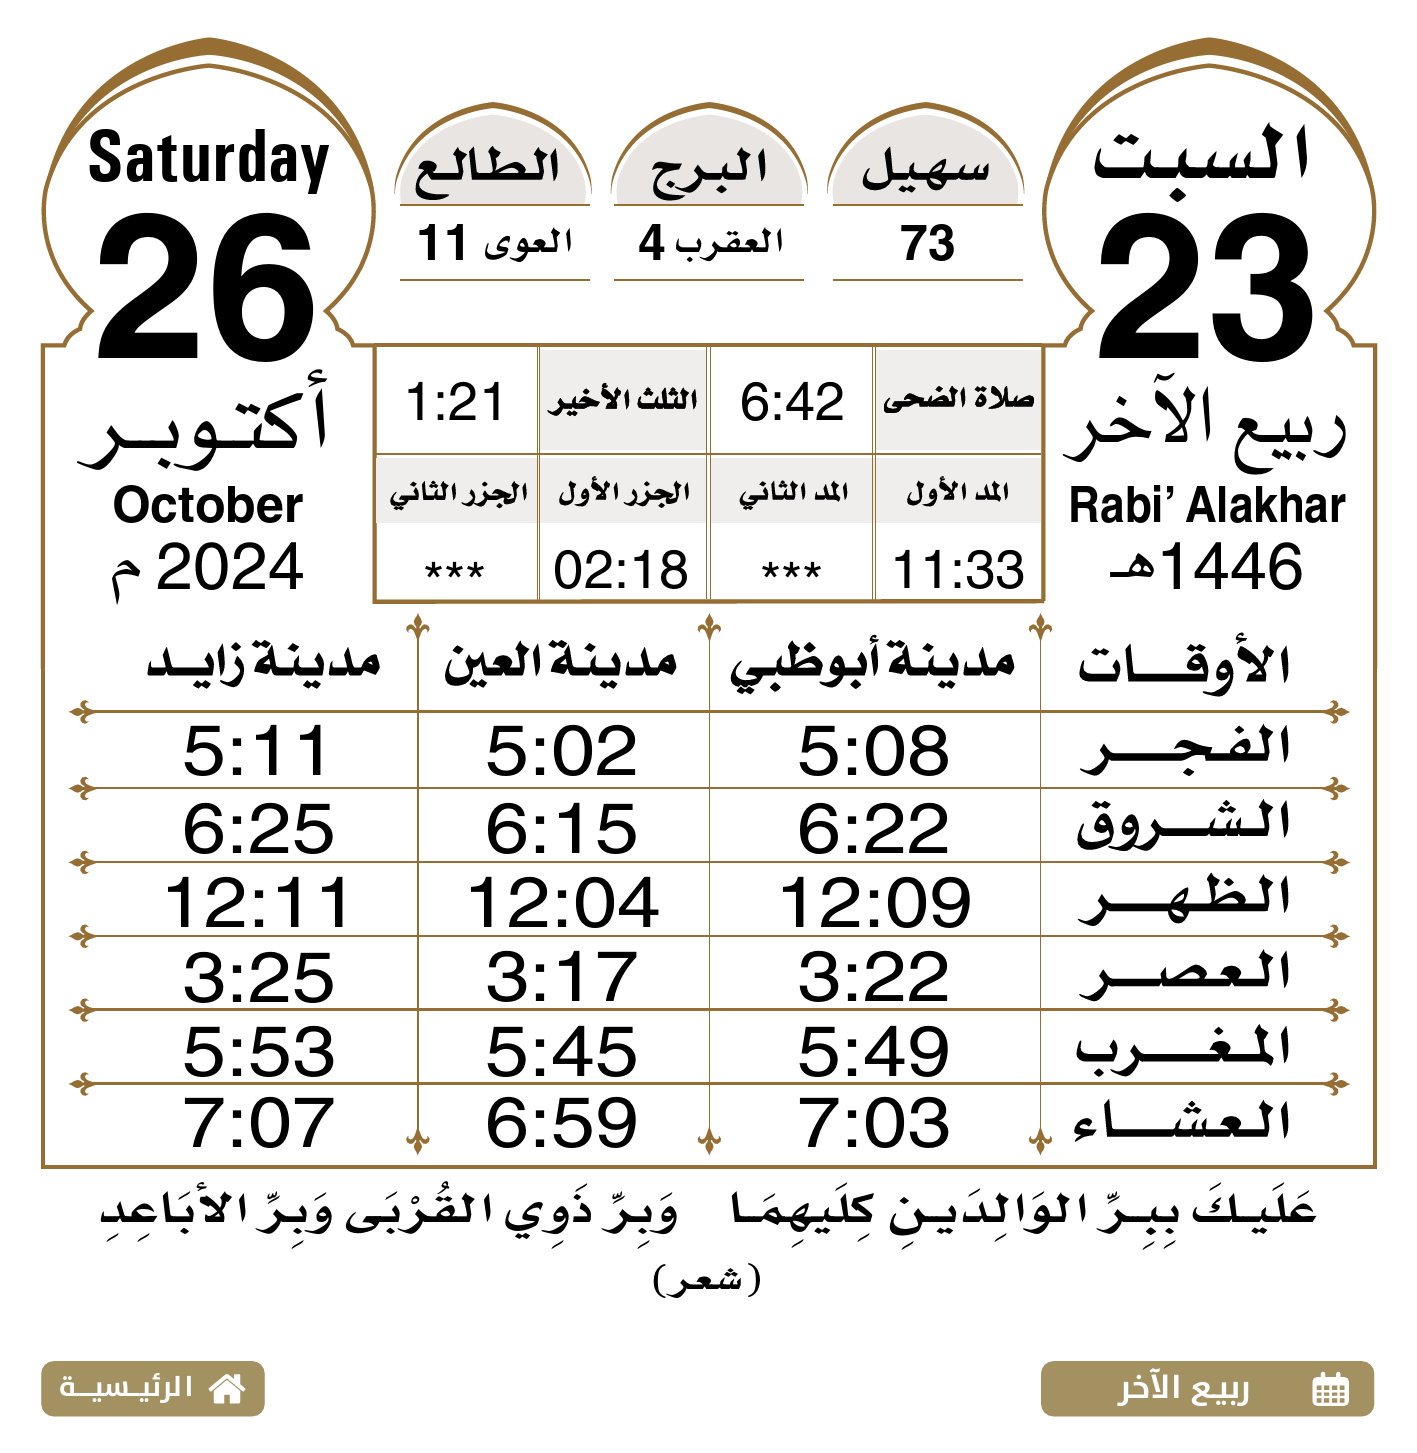 السبت
23
ربيع الآخر
Rabi’ Alakhar
1446هـ
سهيل
73
البرج
العقرب 4
الطالع
العوى 11
Saturday
26
أكتوبر
October
2024 م
صلاة الضحى 6:42 الثلث الأخير 1:21
المد الأول المد الثاني الجزر الأول الجزر الثاني
11:33 *** 02:18 ***
الأوقات مدينة أبوظبي مدينة العين مدينة زايد
الفجر 5:08 5:02 5:11
الشروق 6:22 6:15 6:25
الظهر 12:09 12:04 12:11
العصر 3:22 3:17 3:25
المغرب 5:49 5:45 5:53
العشاء 7:03 6:59 7:07
عَلَيكَ بِبِرِّ الوَالِدَينِ كِلَيهِمَا وَبِرِّ ذَوِي القُرْبَى وَبِرِّ الأبَاعِدِ
(شعر)
ربيع الآخر
الرئيسية